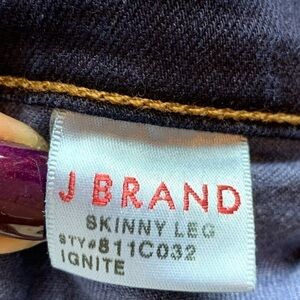 J BRAND
SKINNY LEG
STY#811C032
IGNITE